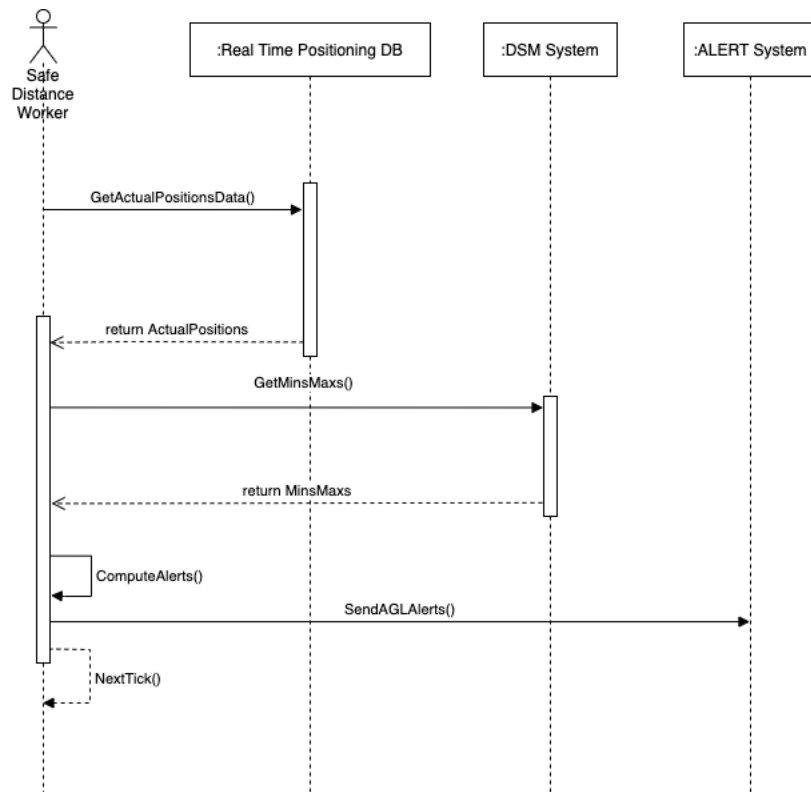 :Real Time Positioning DB
:DSM System
:ALERT System
Safe
Distance
Worker
GetActualPositionsData()
return ActualPositions
GetMinsMaxs()
return MinsMaxs
ComputeAlerts()
SendAGLAlerts()
NextTick()